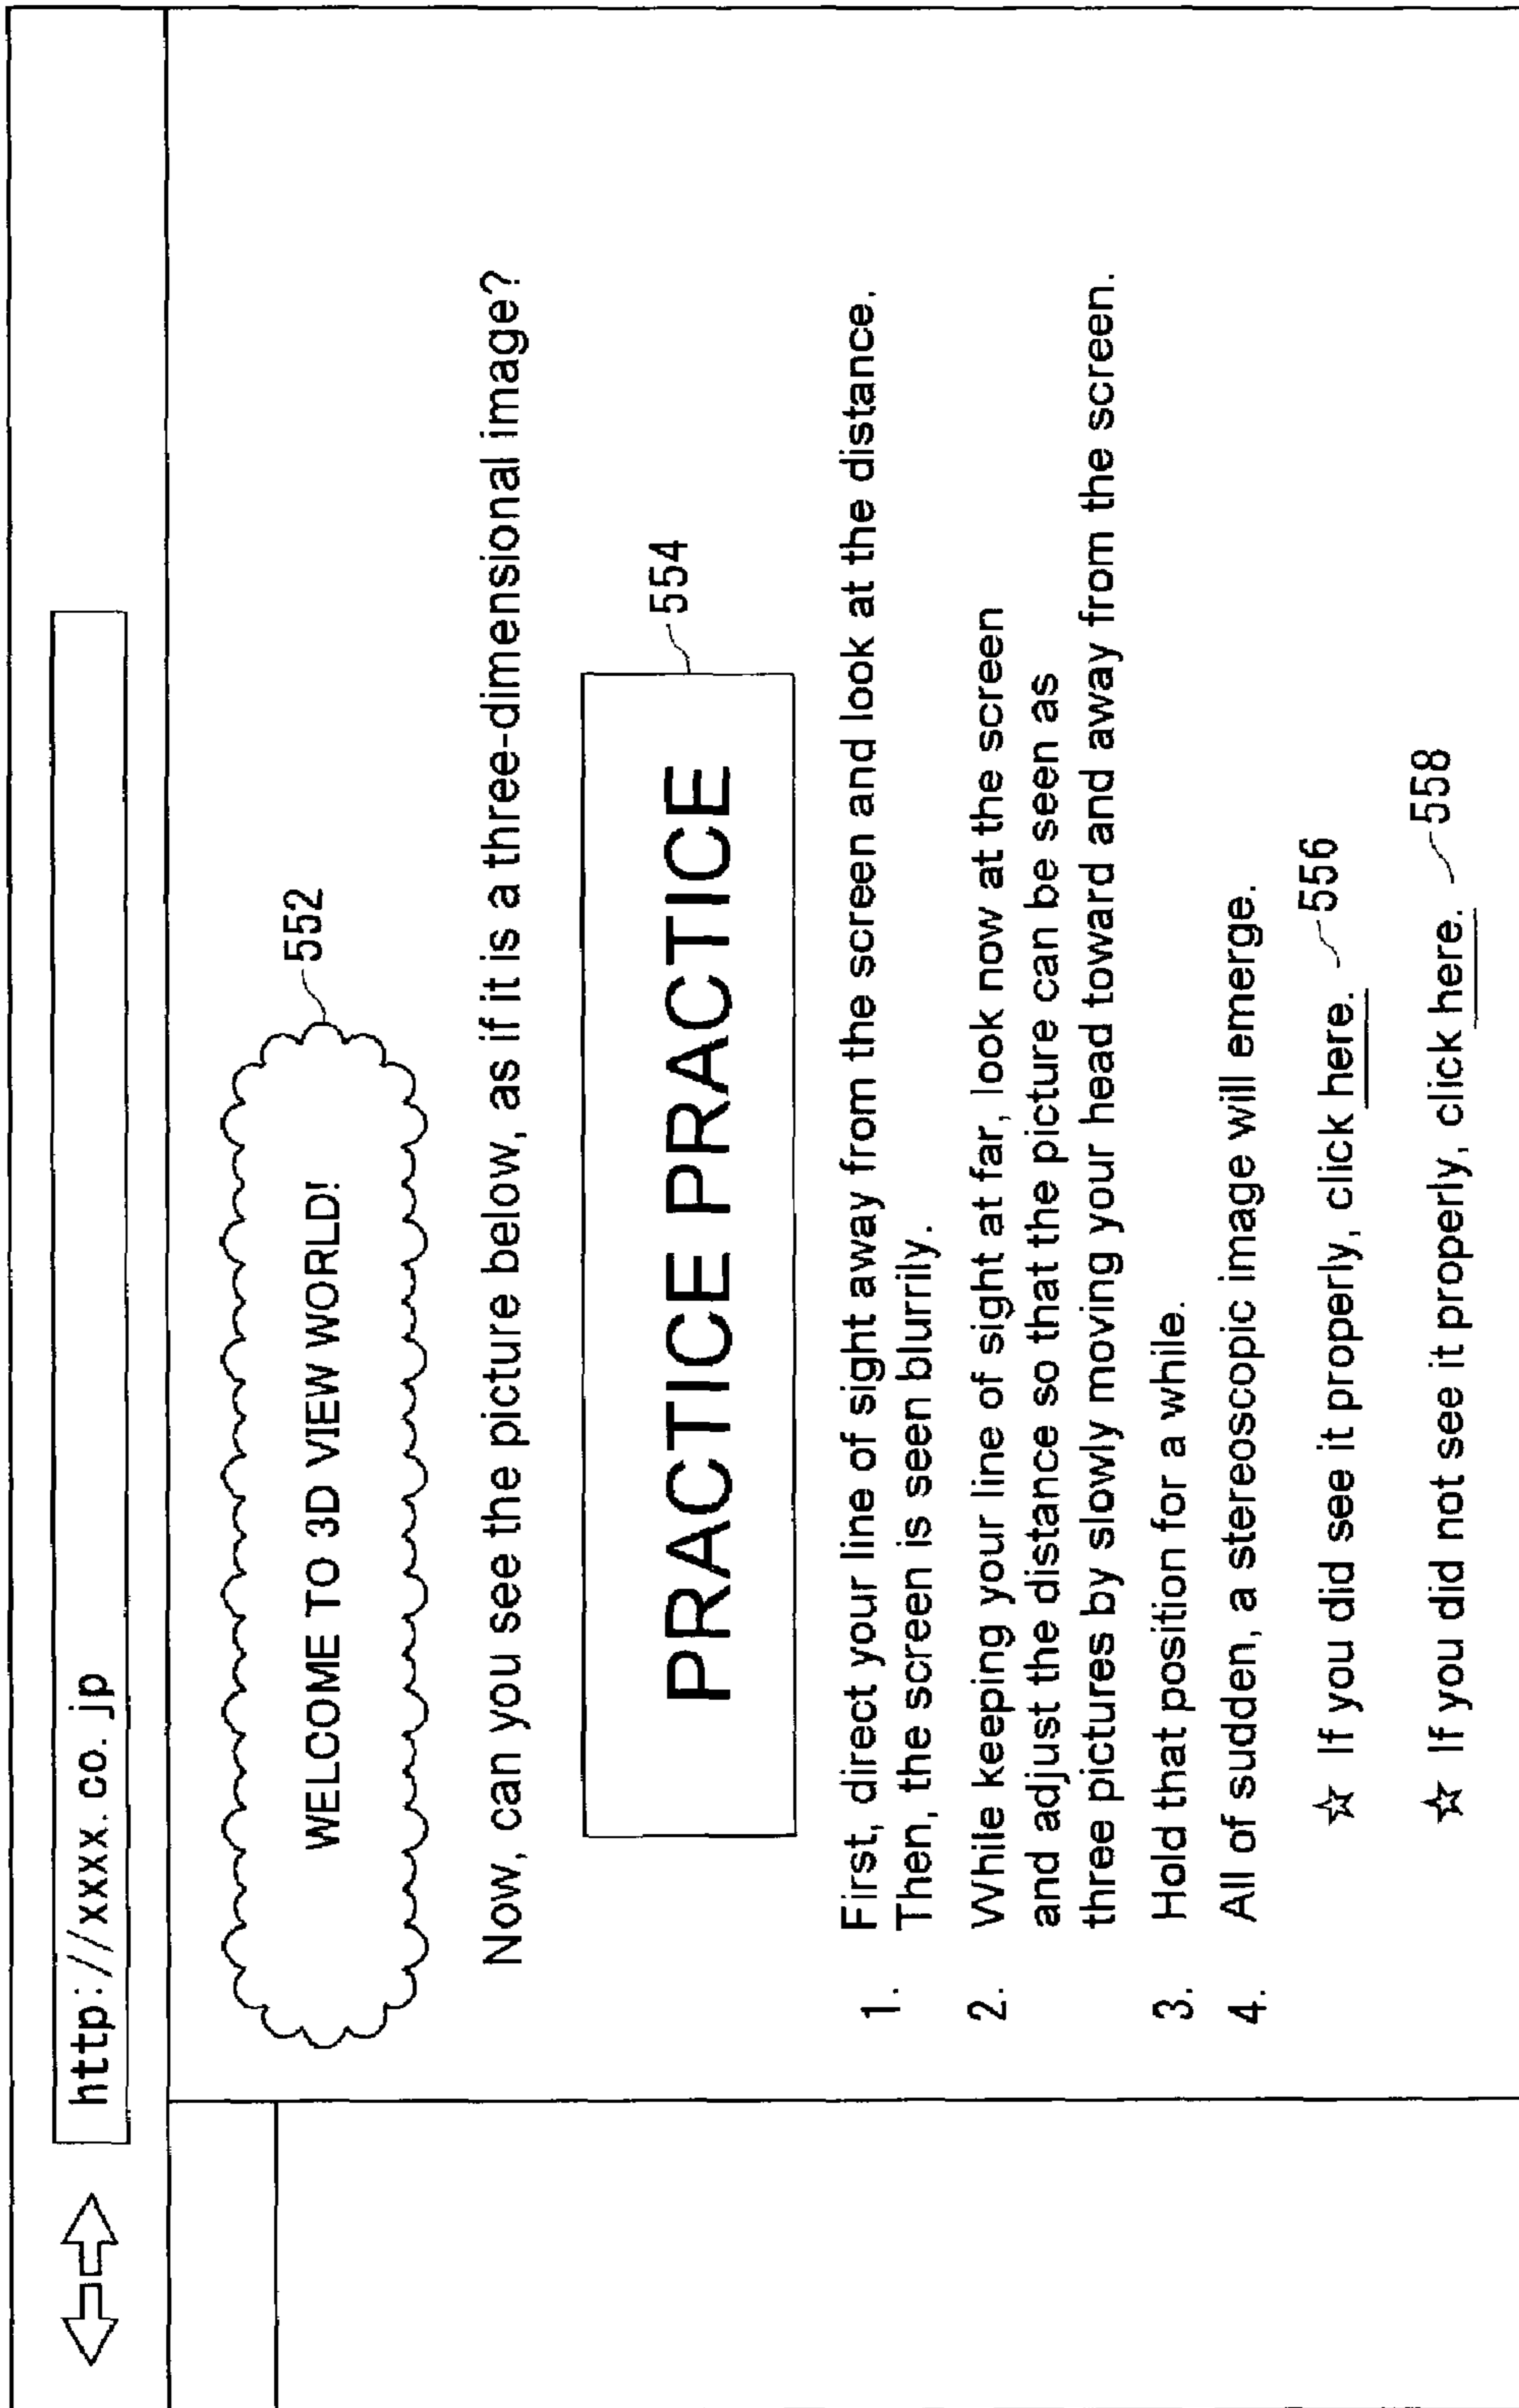 http://xxxx.co.jp
WELCOME TO 3D VIEW WORLD!
552
Now, can you see the picture below, as if it is a three-dimensional image?
PRACTICE PRACTICE
554
1. First, direct your line of sight away from the screen and look at the distance.
Then, the screen is seen blurrily.
2. While keeping your line of sight at far, look now at the screen
and adjust the distance so that the picture can be seen as
three pictures by slowly moving your head toward and away from the screen.
3. Hold that position for a while.
4. All of sudden, a stereoscopic image will emerge.
☆ If you did see it properly, click here. 556
☆ If you did not see it properly, click here. 558